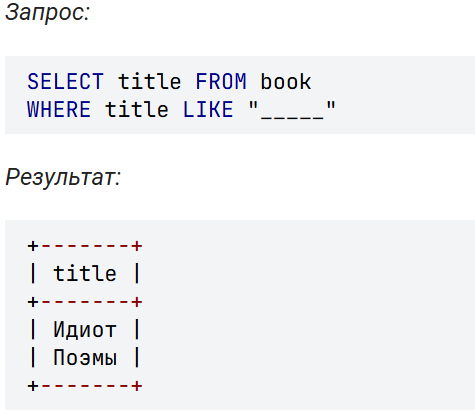 Запрос:
SELECT title FROM book
WHERE title LIKE "_____"
Результат:
+-------+
| title |
+-------+
| Идиот |
| Поэмы |
+-------+